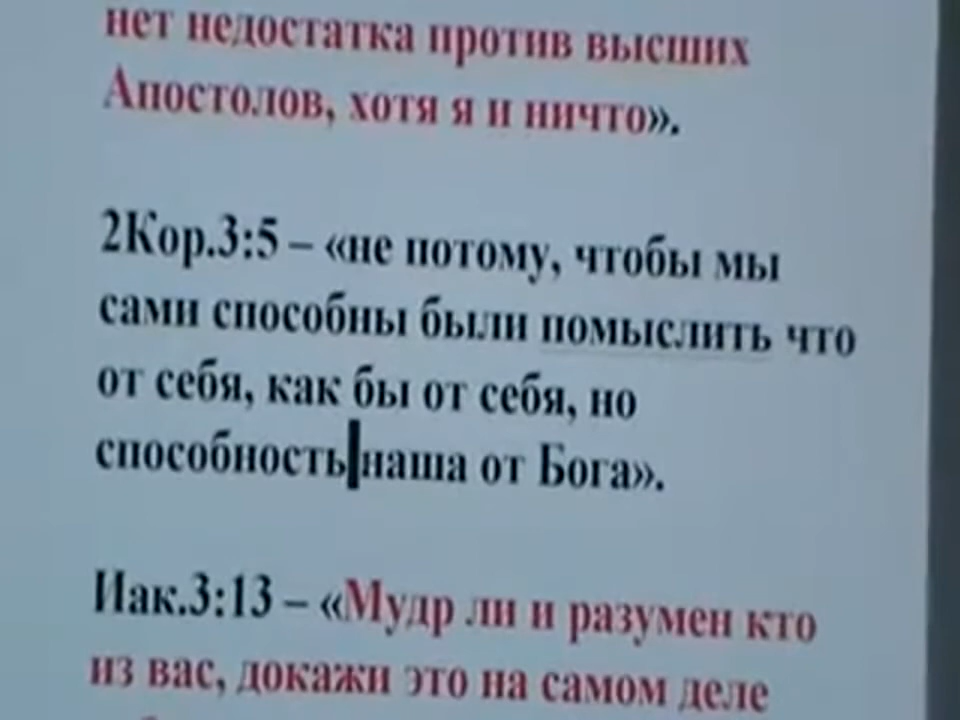 нет недостатка против высших
Апостолов, хотя я и ничто».
2Кор.3:5 – «не потому, чтобы мы
сами способны были помыслить что
от себя, как бы от себя, но
способность наша от Бога».
Иак.3:13 – «Мудр ли и разумен кто
из вас, докажи это на самом деле